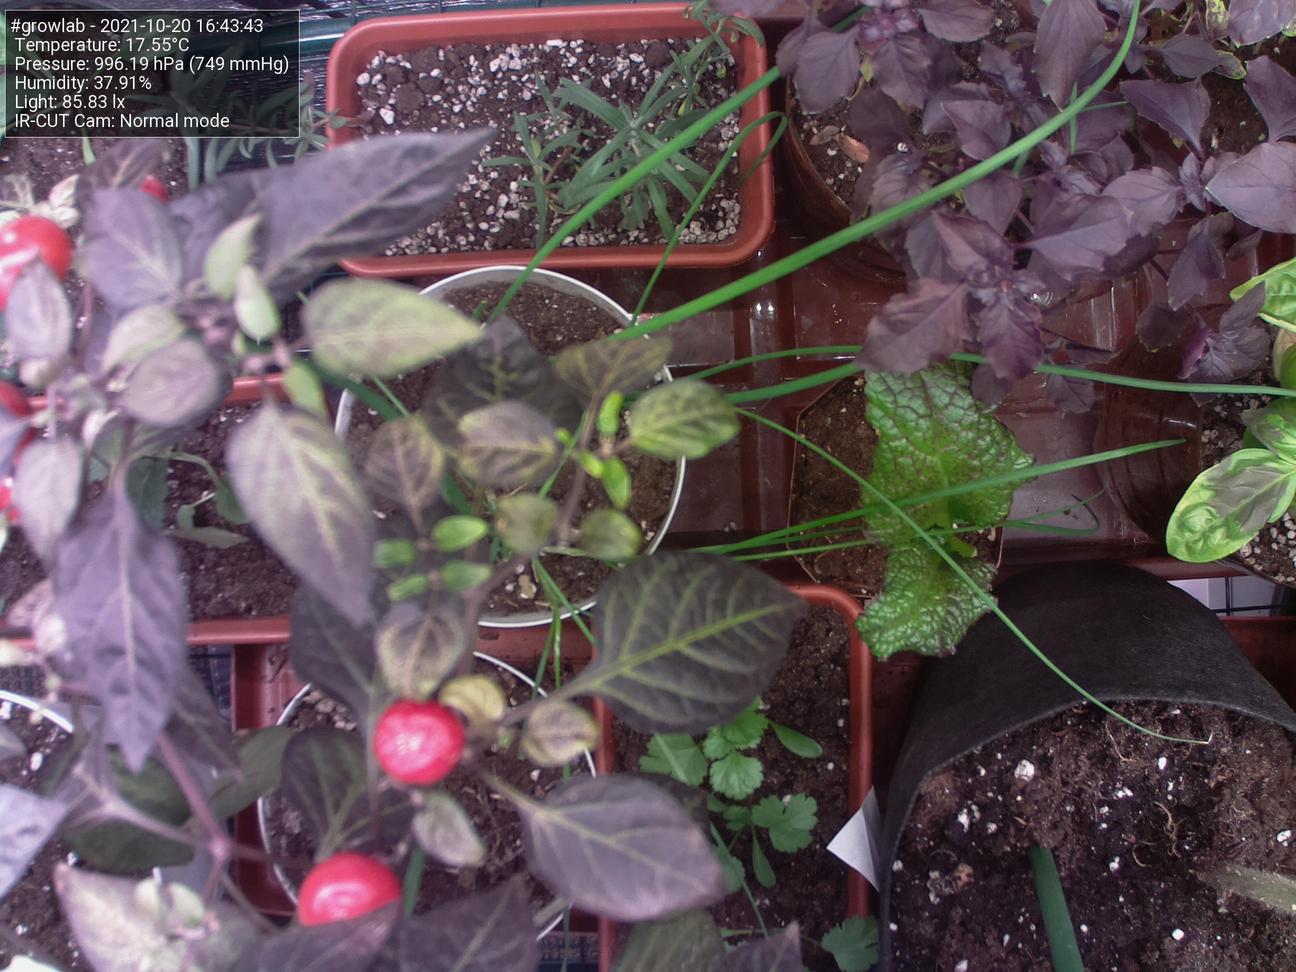 #growlab - 2021-10-20 16:43:43
Temperature: 17.55°C
Pressure: 996.19 hPa (749 mmHg)
Humidity: 37.91%
Light: 85.83 lx
IR-CUT Cam: Normal mode